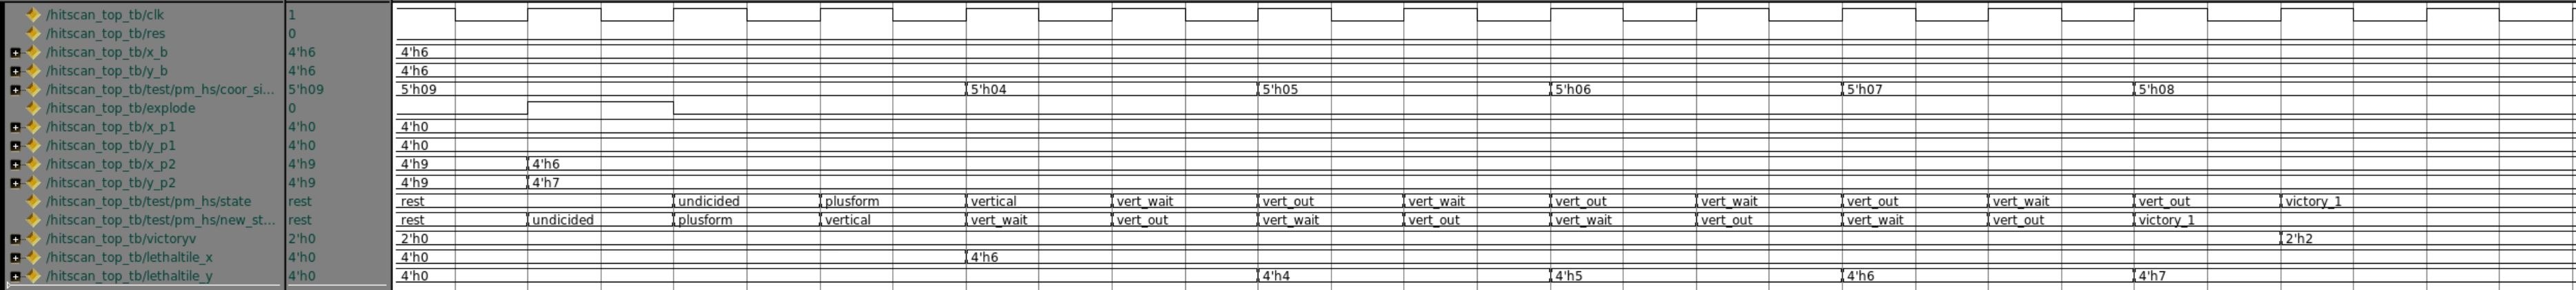 /hitscan_top_tb/clk 1
/hitscan_top_tb/res 0
/hitscan_top_tb/x_b 4'h6 4'h6
/hitscan_top_tb/y_b 4'h6 4'h6
/hitscan_top_tb/test/pm_hs/coor_si... 5'h09 5'h09 5'h04 5'h05 5'h06 5'h07 5'h08
/hitscan_top_tb/explode 0
/hitscan_top_tb/x_p1 4'h0 4'h0
/hitscan_top_tb/y_p1 4'h0 4'h0
/hitscan_top_tb/x_p2 4'h9 4'h9 4'h6
/hitscan_top_tb/y_p2 4'h9 4'h9 4'h7
/hitscan_top_tb/test/pm_hs/state rest rest undicided plusform vertical vert_wait vert_out vert_wait vert_out vert_wait vert_out vert_wait vert_out victory_1
/hitscan_top_tb/test/pm_hs/new_st... rest rest undicided plusform vertical vert_wait vert_out vert_wait vert_out vert_wait vert_out vert_wait vert_out victory_1
/hitscan_top_tb/victoryv 2'h0 2'h0 2'h2
/hitscan_top_tb/lethaltile_x 4'h0 4'h0 4'h6
/hitscan_top_tb/lethaltile_y 4'h0 4'h0 4'h4 4'h5 4'h6 4'h7